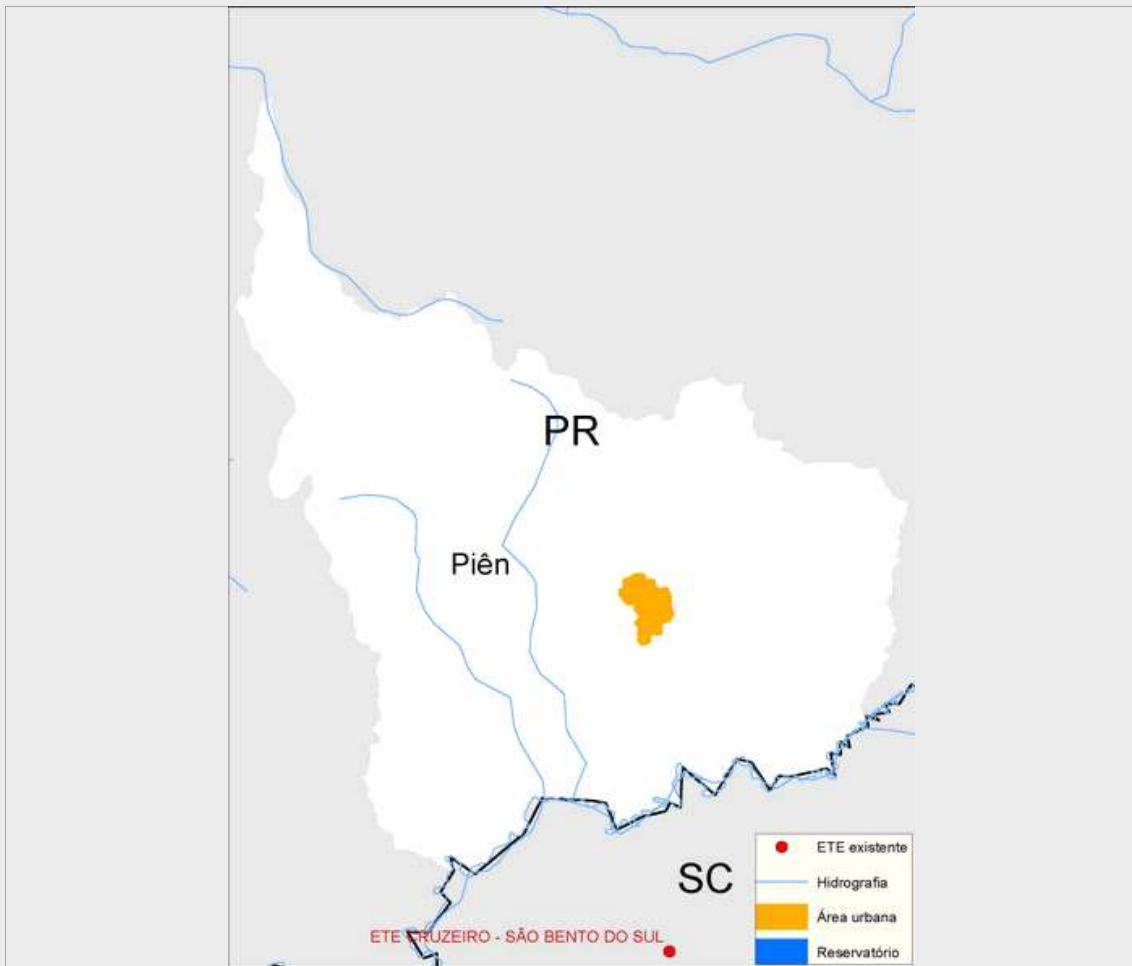 PR
Piên
SC
ETE CRUZEIRO - SÃO BENTO DO SUL
ETE existente
Hidrografia
Área urbana
Reservatório